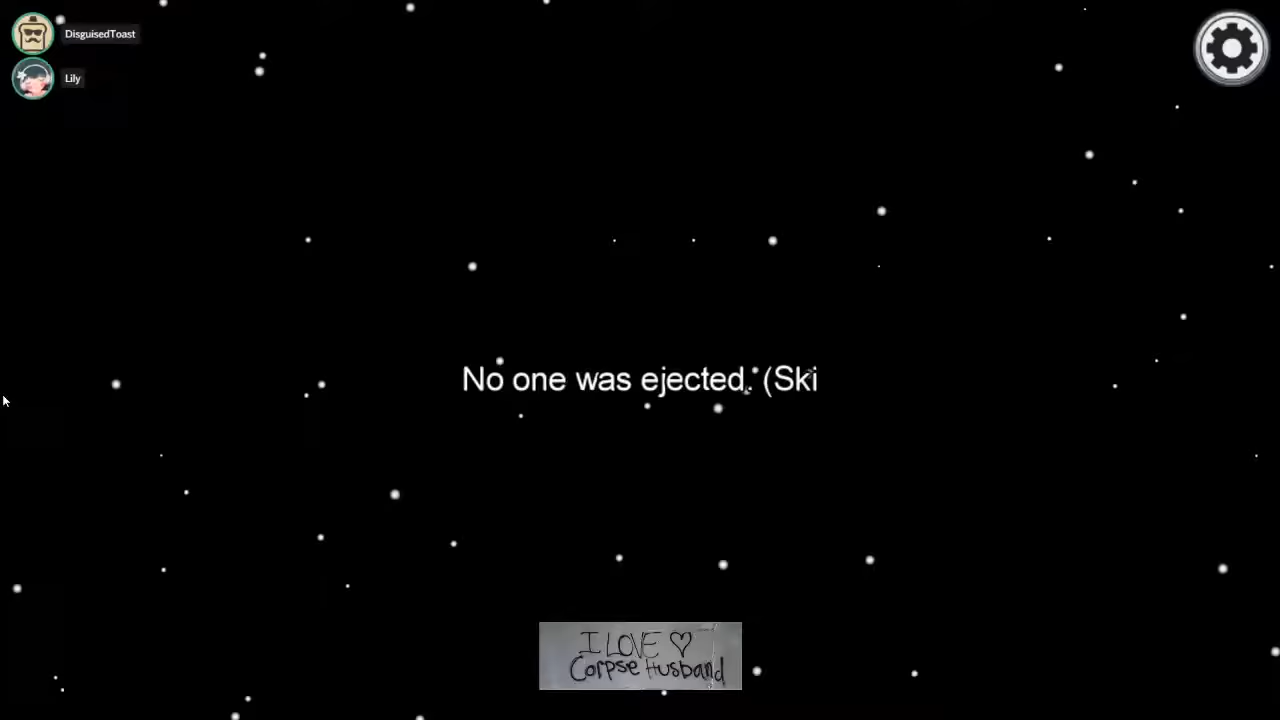 DisguisedToast
Lily
No one was ejected. (Ski
I LOVE ♡
Corpse Husband